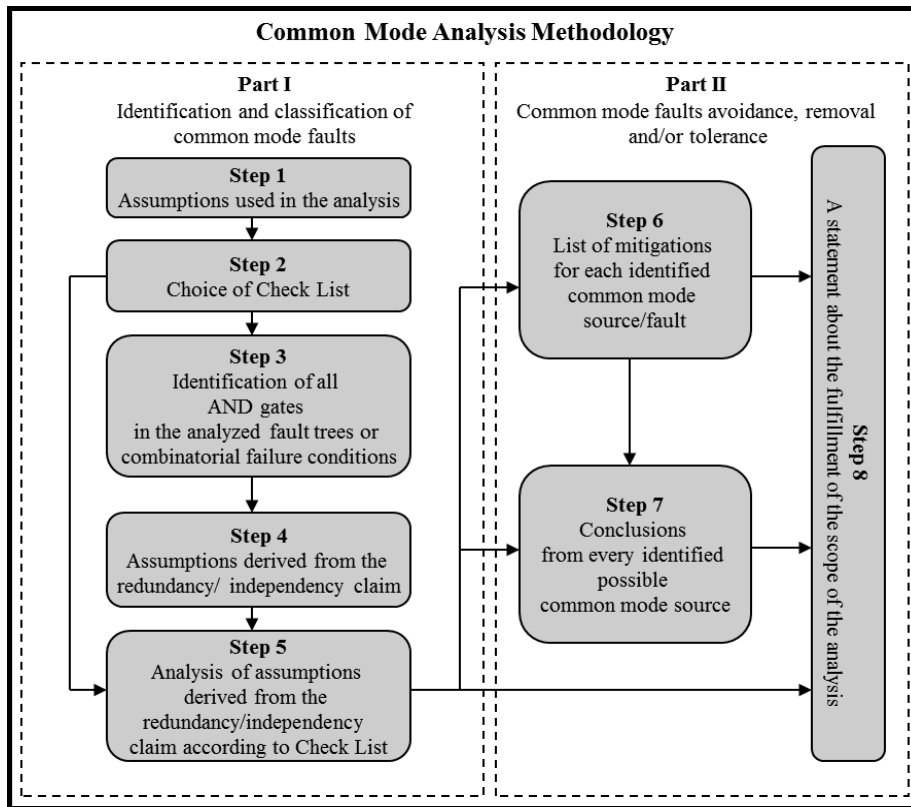 Common Mode Analysis Methodology
Part I
Identification and classification of
common mode faults
Step 1
Assumptions used in the analysis
Step 2
Choice of Check List
Step 3
Identification of all
AND gates
in the analyzed fault trees or
combinatorial failure conditions
Step 4
Assumptions derived from the
redundancy/ independency claim
Step 5
Analysis of assumptions
derived from the
redundancy/independency
claim according to Check List
Part II
Common mode faults avoidance, removal
and/or tolerance
Step 6
List of mitigations
for each identified
common mode
source/fault
Step 7
Conclusions
from every identified
possible
common mode source
Step 8
A statement about the fulfillment of the scope of the analysis